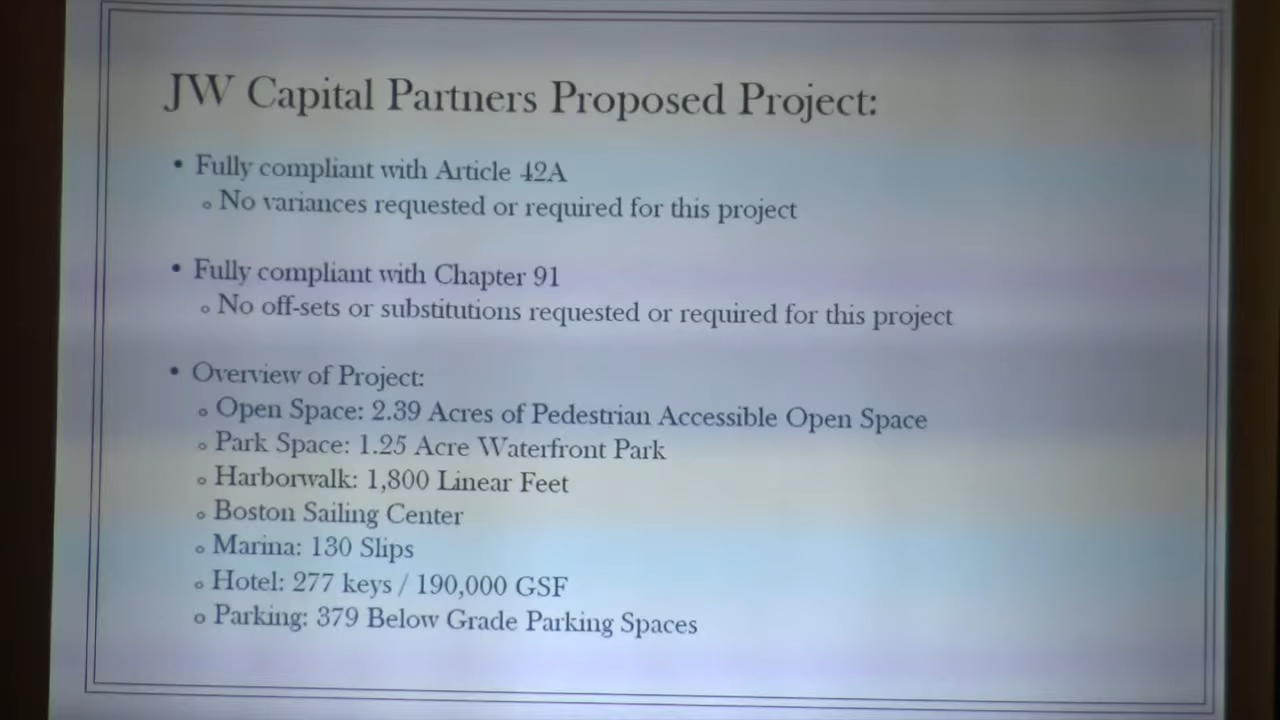 JW Capital Partners Proposed Project:
• Fully compliant with Article 42A
◦ No variances requested or required for this project
• Fully compliant with Chapter 91
◦ No off-sets or substitutions requested or required for this project
• Overview of Project:
◦ Open Space: 2.39 Acres of Pedestrian Accessible Open Space
◦ Park Space: 1.25 Acre Waterfront Park
◦ Harborwalk: 1,800 Linear Feet
◦ Boston Sailing Center
◦ Marina: 130 Slips
◦ Hotel: 277 keys / 190,000 GSF
◦ Parking: 379 Below Grade Parking Spaces